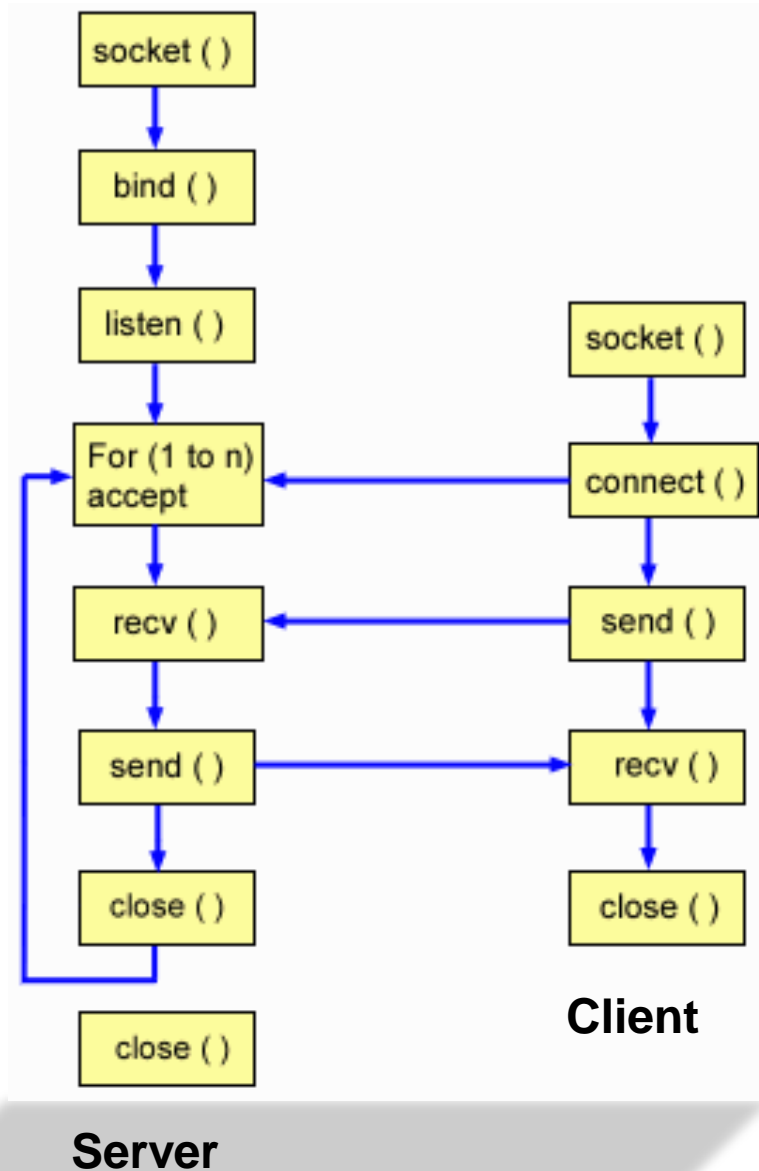 socket ( )
bind ( )
listen ( )
For (1 to n)
accept
recv ( )
send ( )
close ( )
close ( )
Server
socket ( )
connect ( )
send ( )
recv ( )
close ( )
Client